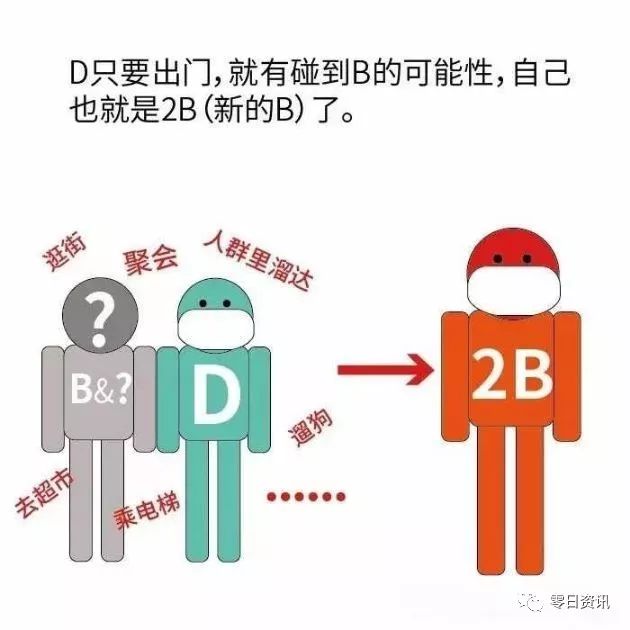 D只要出门，就有碰到B的可能性，自己
也就是2B（新的B）了。
逛街
聚会
人群里溜达
?
B&?
D
2B
遛狗
去超市
乘电梯
……
零日资讯